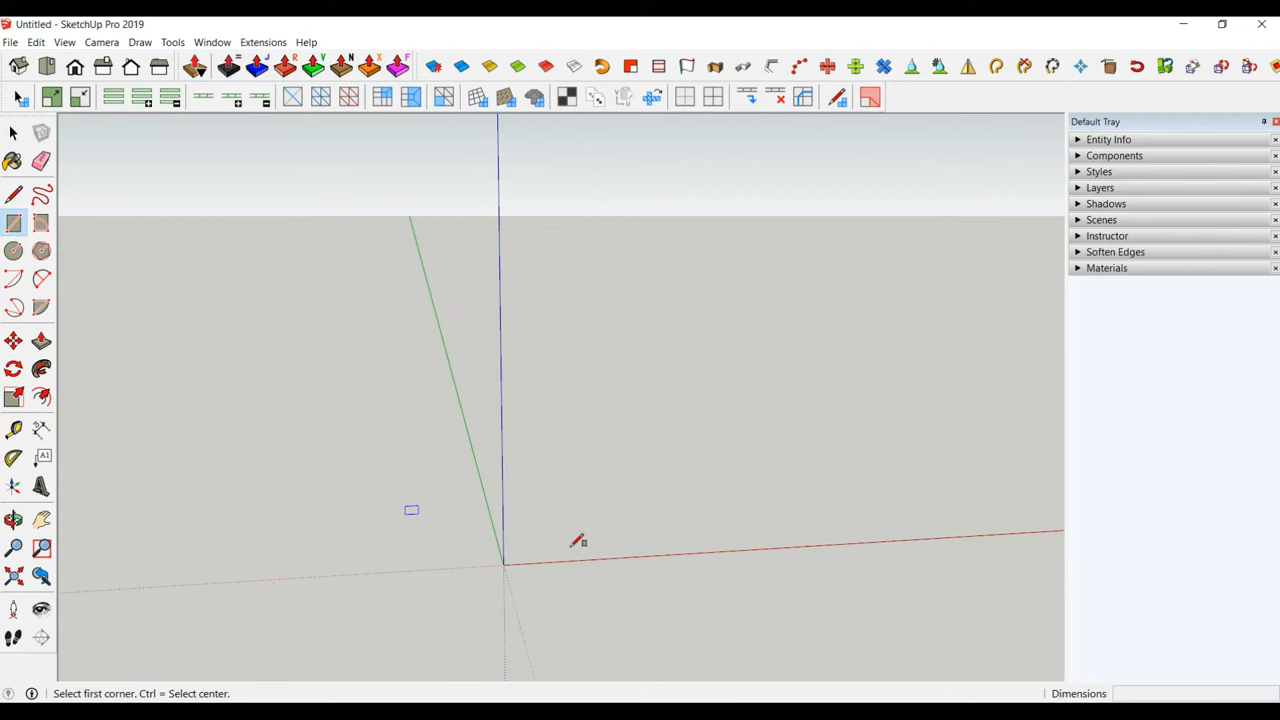 Untitled - SketchUp Pro 2019
File Edit View Camera Draw Tools Window Extensions Help
= J R V N X F
Default Tray
Entity Info
Components
Styles
Layers
Shadows
Scenes
Instructor
Soften Edges
Materials
A1
Select first corner. Ctrl = Select center.
Dimensions